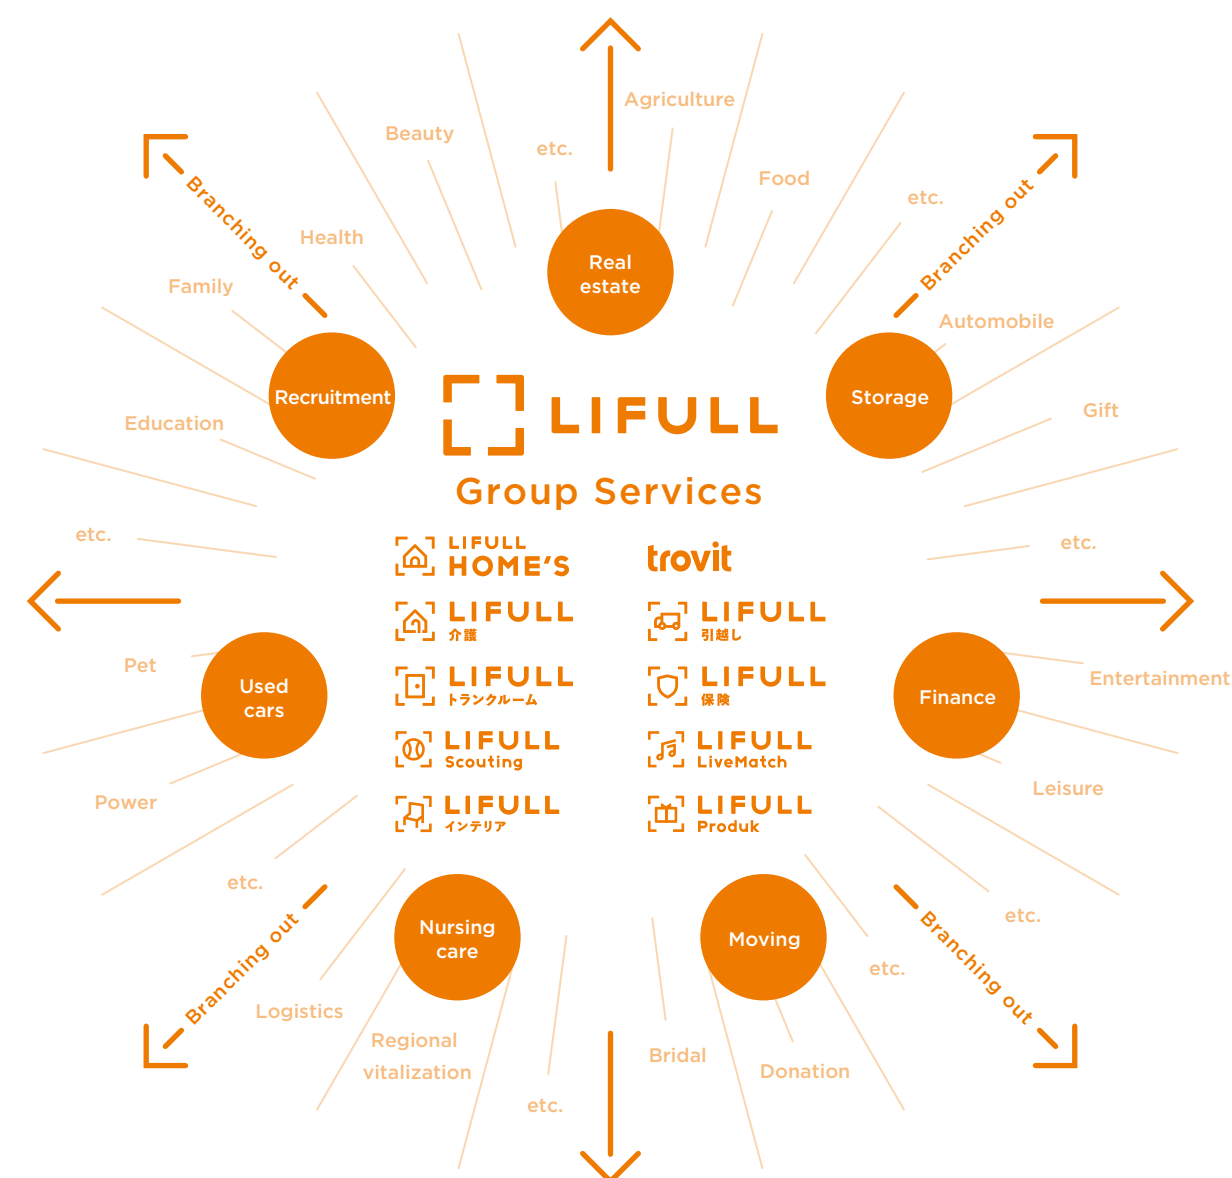 Agriculture
Beauty
etc.
Food
etc.
Branching out
Branching out
Health
Real
estate
Family
Automobile
Recruitment
Storage
LIFULL
Gift
Education
Group Services
etc.
etc.
LIFULL
HOME'S
trovit
LIFULL
介護
LIFULL
引越し
Pet
Used
cars
LIFULL
トランクルーム
LIFULL
保険
Finance
Entertainment
LIFULL
Scouting
LIFULL
LiveMatch
Power
Leisure
LIFULL
インテリア
LIFULL
Produk
etc.
etc.
Nursing
care
Moving
Branching out
Branching out
etc.
Logistics
Regional
vitalization
Bridal
Donation
etc.